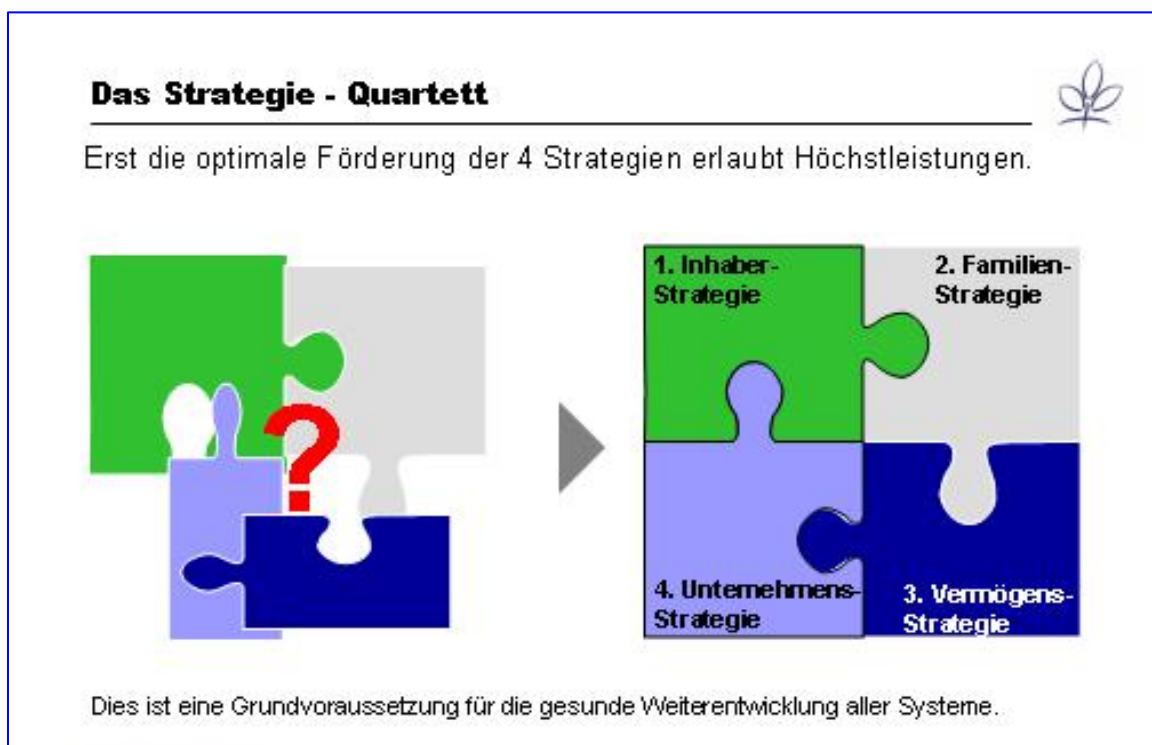 Das Strategie - Quartett
Erst die optimale Förderung der 4 Strategien erlaubt Höchstleistungen.
?
1. Inhaber-
Strategie
2. Familien-
Strategie
4. Unternehmens-
Strategie
3. Vermögens-
Strategie
Dies ist eine Grundvoraussetzung für die gesunde Weiterentwicklung aller Systeme.